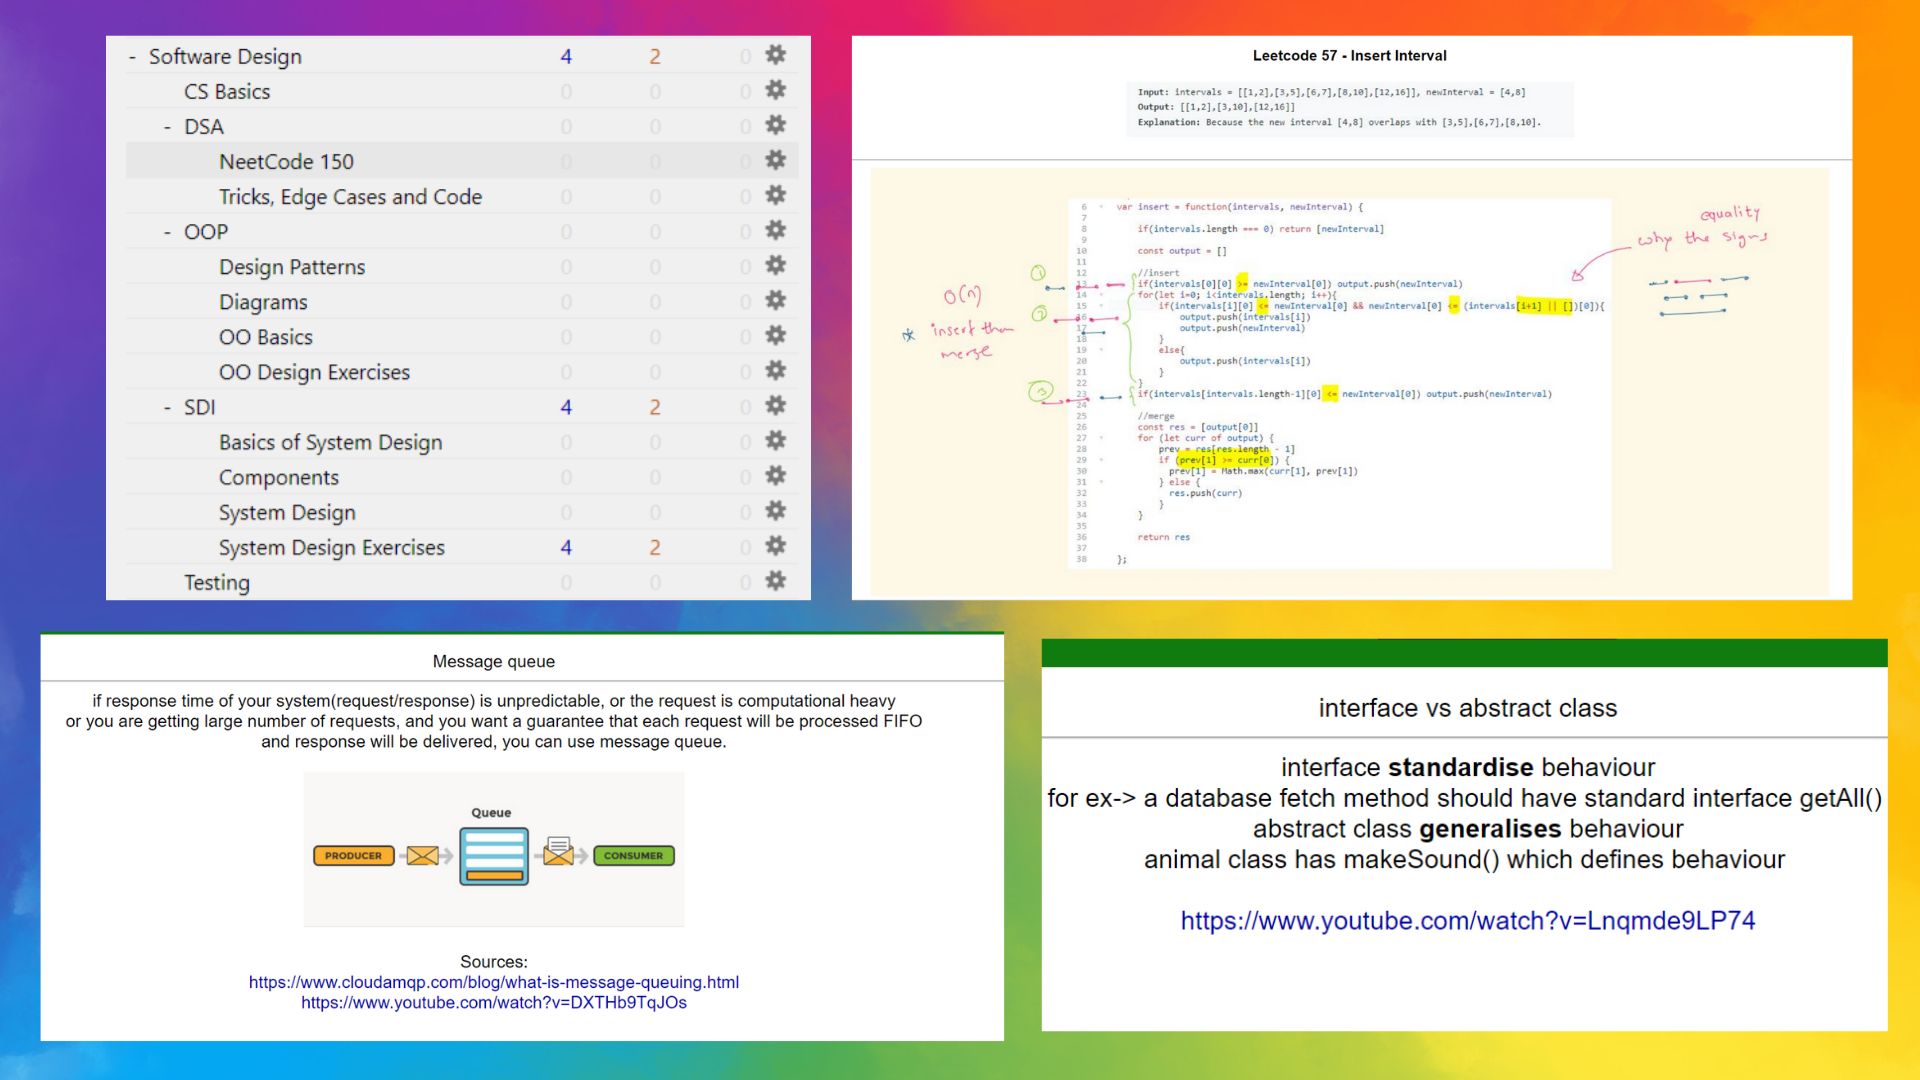 - Software Design 4 2 0
CS Basics 0 0 0
- DSA 0 0 0
NeetCode 150 0 0 0
Tricks, Edge Cases and Code 0 0 0
- OOP 0 0 0
Design Patterns 0 0 0
Diagrams 0 0 0
OO Basics 0 0 0
OO Design Exercises 0 0 0
- SDI 4 2 0
Basics of System Design 0 0 0
Components 0 0 0
System Design 0 0 0
System Design Exercises 4 2 0
Testing 0 0 0
Leetcode 57 - Insert Interval
Input: intervals = [[1,2],[3,5],[6,7],[8,10],[12,16]], newInterval = [4,8]
Output: [[1,2],[3,10],[12,16]]
Explanation: Because the new interval [4,8] overlaps with [3,5],[6,7],[8,10].
6 var insert = function(intervals, newInterval) {
7
8 if(intervals.length === 0) return [newInterval]
9
10 const output = []
11
12 //insert
13 if(intervals[0][0] >= newInterval[0]) output.push(newInterval)
14 for(let i=0; i<intervals.length; i++){
15 if(intervals[i][0] <= newInterval[0] && newInterval[0] <= (intervals[i+1] || [])[0]){
16 output.push(intervals[i])
17 output.push(newInterval)
18 }
19 else{
20 output.push(intervals[i])
21 }
22 }
23 if(intervals[intervals.length-1][0] <= newInterval[0]) output.push(newInterval)
24
25 //merge
26 const res = [output[0]]
27 for (let curr of output) {
28 prev = res[res.length - 1]
29 if (prev[1] >= curr[0]) {
30 prev[1] = Math.max(curr[1], prev[1])
31 } else {
32 res.push(curr)
33 }
34 }
35
36 return res
37
38 };
1
2
3
O(n)
* insert than
merge
equality
why the signs
Message queue
if response time of your system(request/response) is unpredictable, or the request is computational heavy
or you are getting large number of requests, and you want a guarantee that each request will be processed FIFO
and response will be delivered, you can use message queue.
Queue
PRODUCER CONSUMER
Sources:
https://www.cloudamqp.com/blog/what-is-message-queuing.html
https://www.youtube.com/watch?v=DXTHb9TqJOs
interface vs abstract class
interface standardise behaviour
for ex-> a database fetch method should have standard interface getAll()
abstract class generalises behaviour
animal class has makeSound() which defines behaviour
https://www.youtube.com/watch?v=Lnqmde9LP74